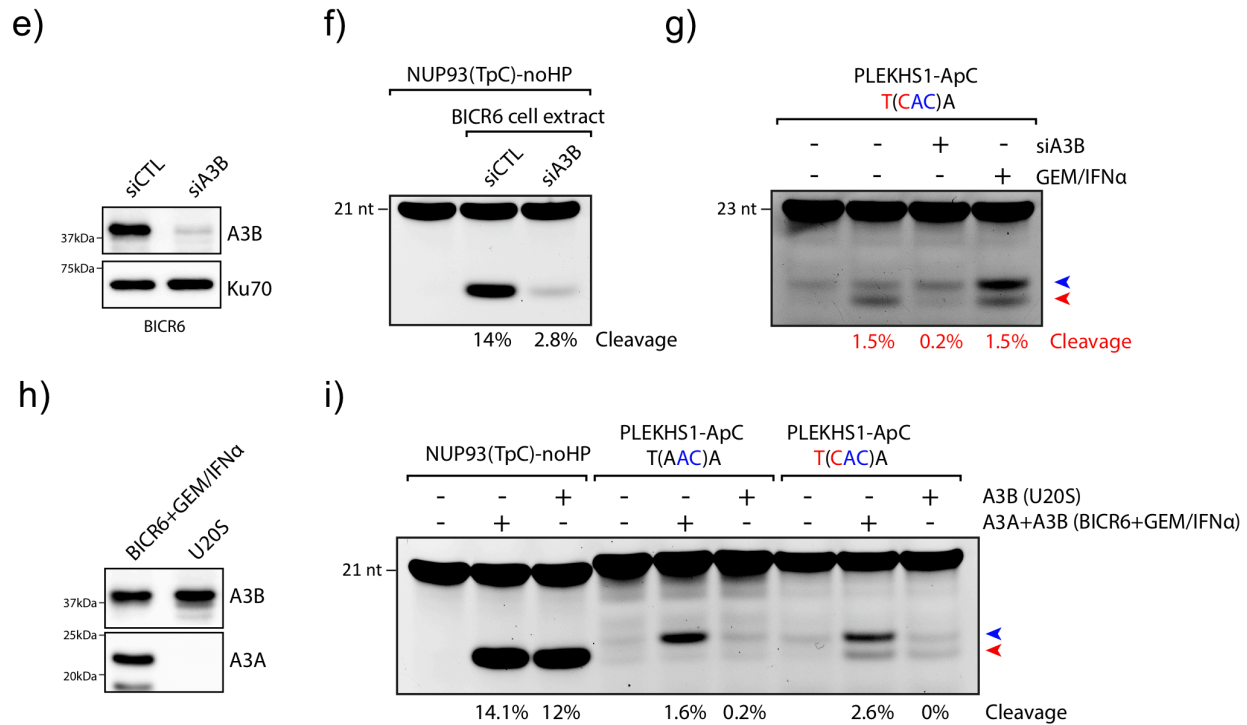 e)
siCTL
siA3B
37kDa
A3B
75kDa
Ku70
BICR6
f)
NUP93(TpC)-noHP
BICR6 cell extract
siCTL
siA3B
21 nt
14% 2.8% Cleavage
g)
PLEKHS1-ApC
T(CAC)A
- - + - siA3B
- - - + GEM/IFNα
23 nt
1.5% 0.2% 1.5% Cleavage
h)
BICR6+GEM/IFNα
U20S
37kDa
A3B
25kDa
A3A
20kDa
i)
NUP93(TpC)-noHP
PLEKHS1-ApC
T(AAC)A
PLEKHS1-ApC
T(CAC)A
- - + - - + - - + A3B (U20S)
- + - - + - - + - A3A+A3B (BICR6+GEM/IFNα)
21 nt
14.1% 12% 1.6% 0.2% 2.6% 0% Cleavage